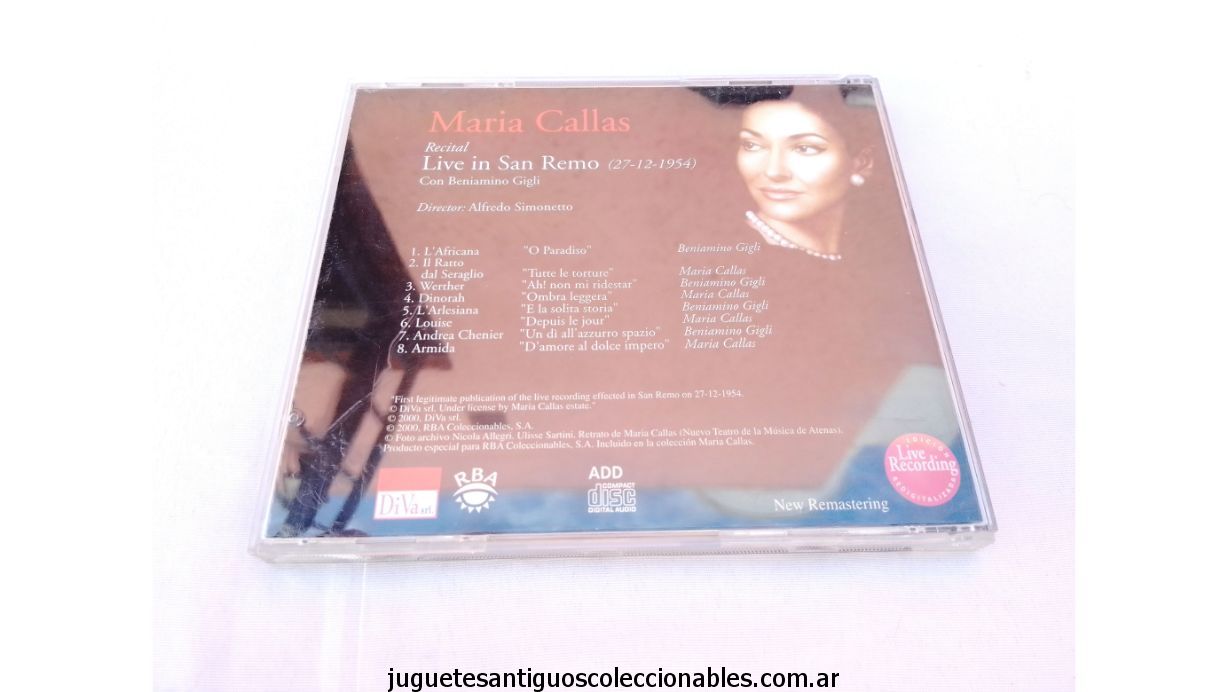 Maria Callas
Recital
Live in San Remo (27-12-1954)
Con Beniamino Gigli
Director: Alfredo Simonetto
1. L'Africana "O Paradiso" Beniamino Gigli
2. Il Ratto
dal Seraglio "Tutte le torture" Maria Callas
3. Werther "Ah! non mi ridestar" Beniamino Gigli
4. Dinorah "Ombra leggera" Maria Callas
5. L'Arlesiana "E la solita storia" Beniamino Gigli
6. Louise "Depuis le jour" Maria Callas
7. Andrea Chenier "Un dì all'azzurro spazio" Beniamino Gigli
8. Armida "D'amore al dolce impero" Maria Callas
"First legitimate publication of the live recording effected in San Remo on 27-12-1954.
© DiVa srl. Under license by Maria Callas estate."
© 2000, DiVa srl.
© 2000, RBA Coleccionables, S.A.
© Foto archivo Nicola Allegri. Ulisse Sartini. Retrato de Maria Callas (Nuevo Teatro de la Música de Atenas).
Producto especial para RBA Coleccionables, S.A. Incluido en la colección Maria Callas.
DiVa srl.
RBA
ADD
COMPACT
disc
DIGITAL AUDIO
New Remastering
EDICIÓN
Live
Recording
REDIGITALIZADA
juguetesantiguoscoleccionables.com.ar